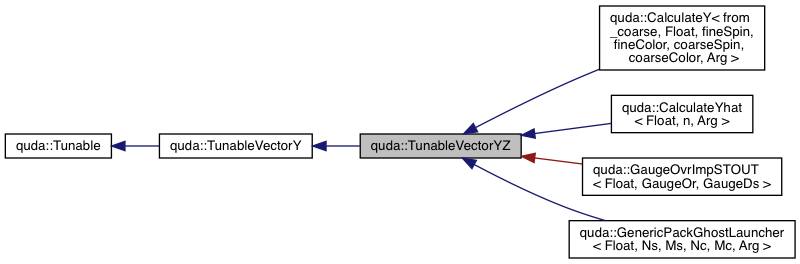 quda::Tunable
quda::TunableVectorY
quda::TunableVectorYZ
quda::CalculateY< from
_coarse, Float, fineSpin,
fineColor, coarseSpin,
coarseColor, Arg >
quda::CalculateYhat
< Float, n, Arg >
quda::GaugeOvrImpSTOUT
< Float, GaugeOr, GaugeDs >
quda::GenericPackGhostLauncher
< Float, Ns, Ms, Nc, Mc, Arg >